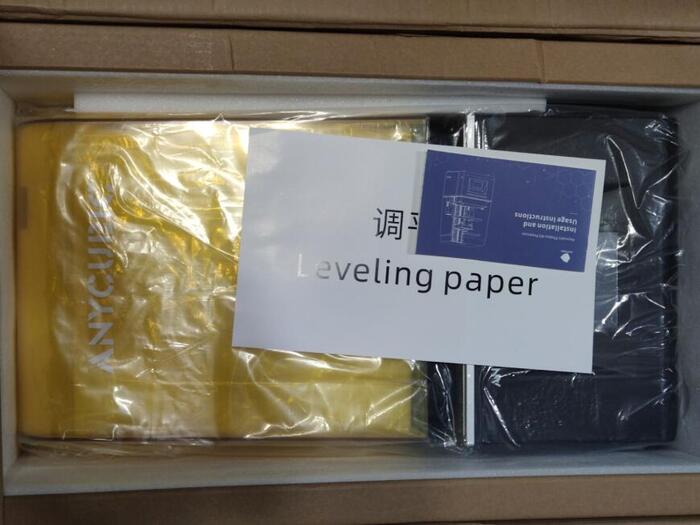 ANYCUBIC
调平
Leveling paper
Installation and
Usage Instructions